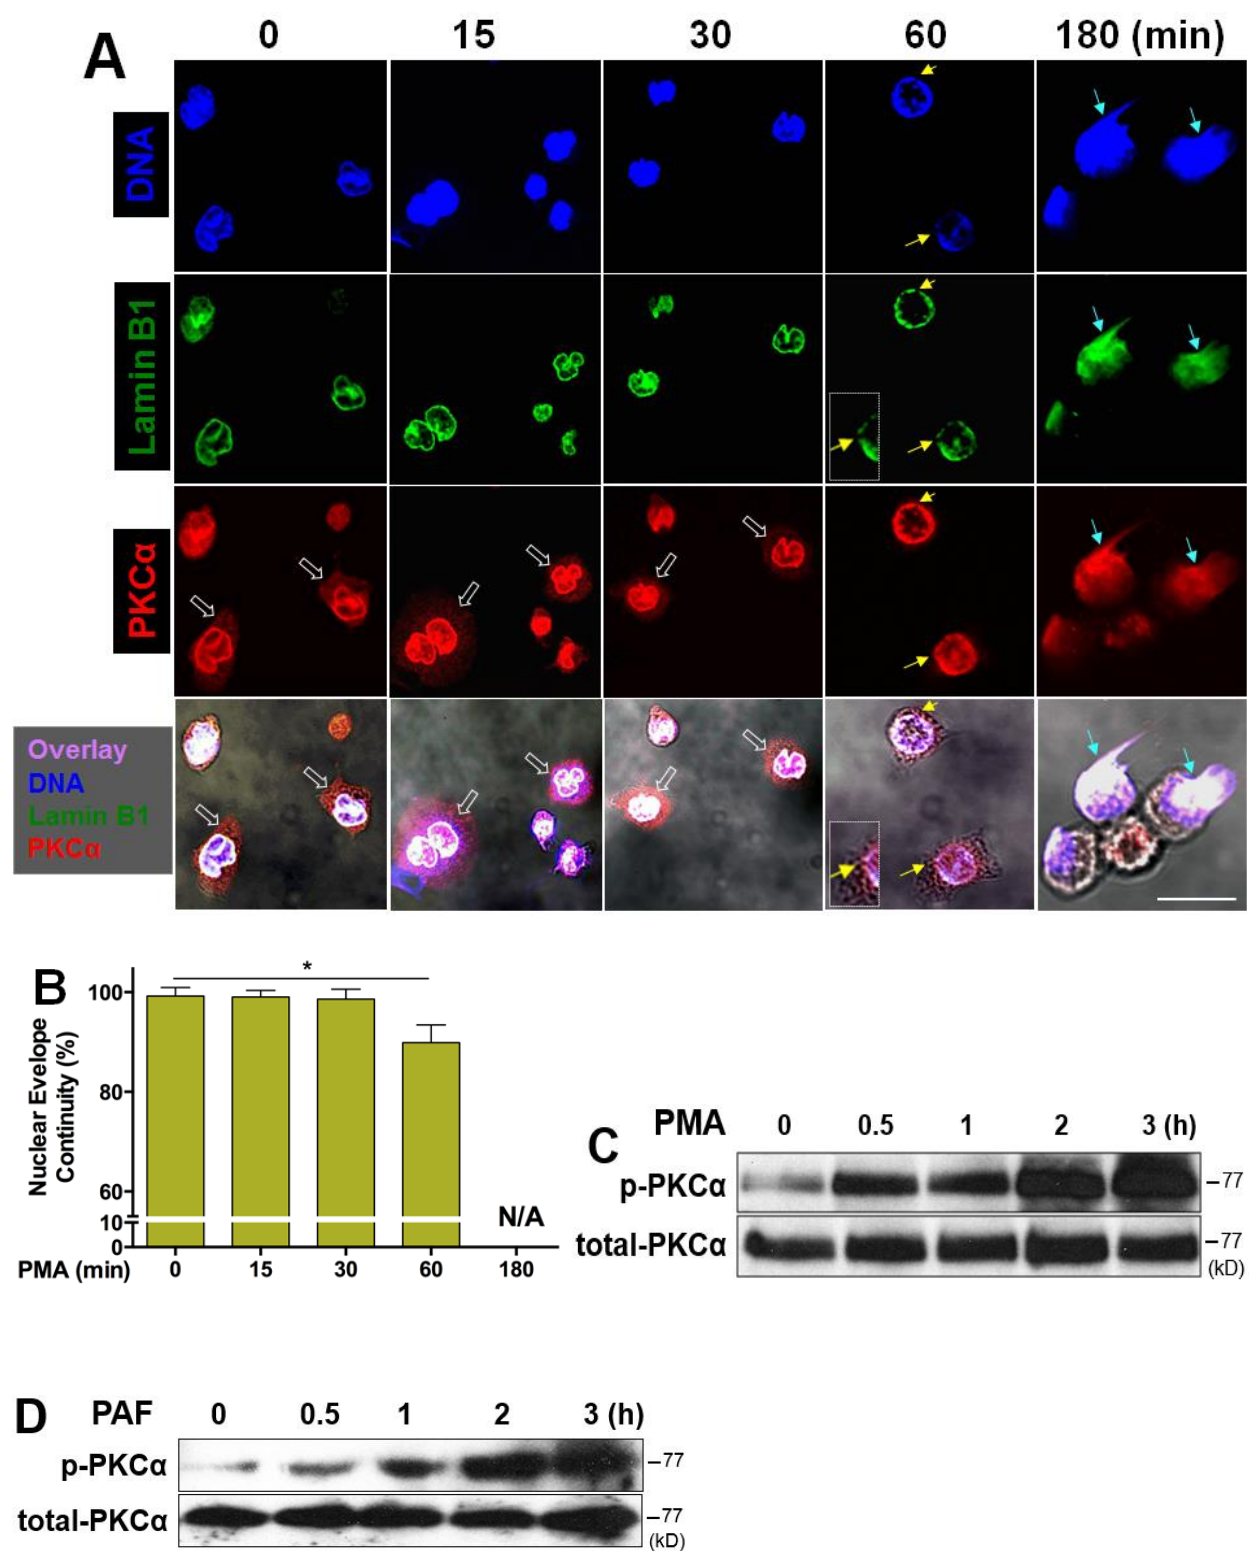 A
0 15 30 60 180 (min)
DNA
Lamin B1
PKCα
Overlay
DNA
Lamin B1
PKCα
B
*
Nuclear Evelope
Continuity (%)
100
80
60
10
0
N/A
PMA (min) 0 15 30 60 180
C
PMA 0 0.5 1 2 3 (h)
p-PKCα –77
total-PKCα –77
(kD)
D PAF 0 0.5 1 2 3 (h)
p-PKCα –77
total-PKCα –77
(kD)